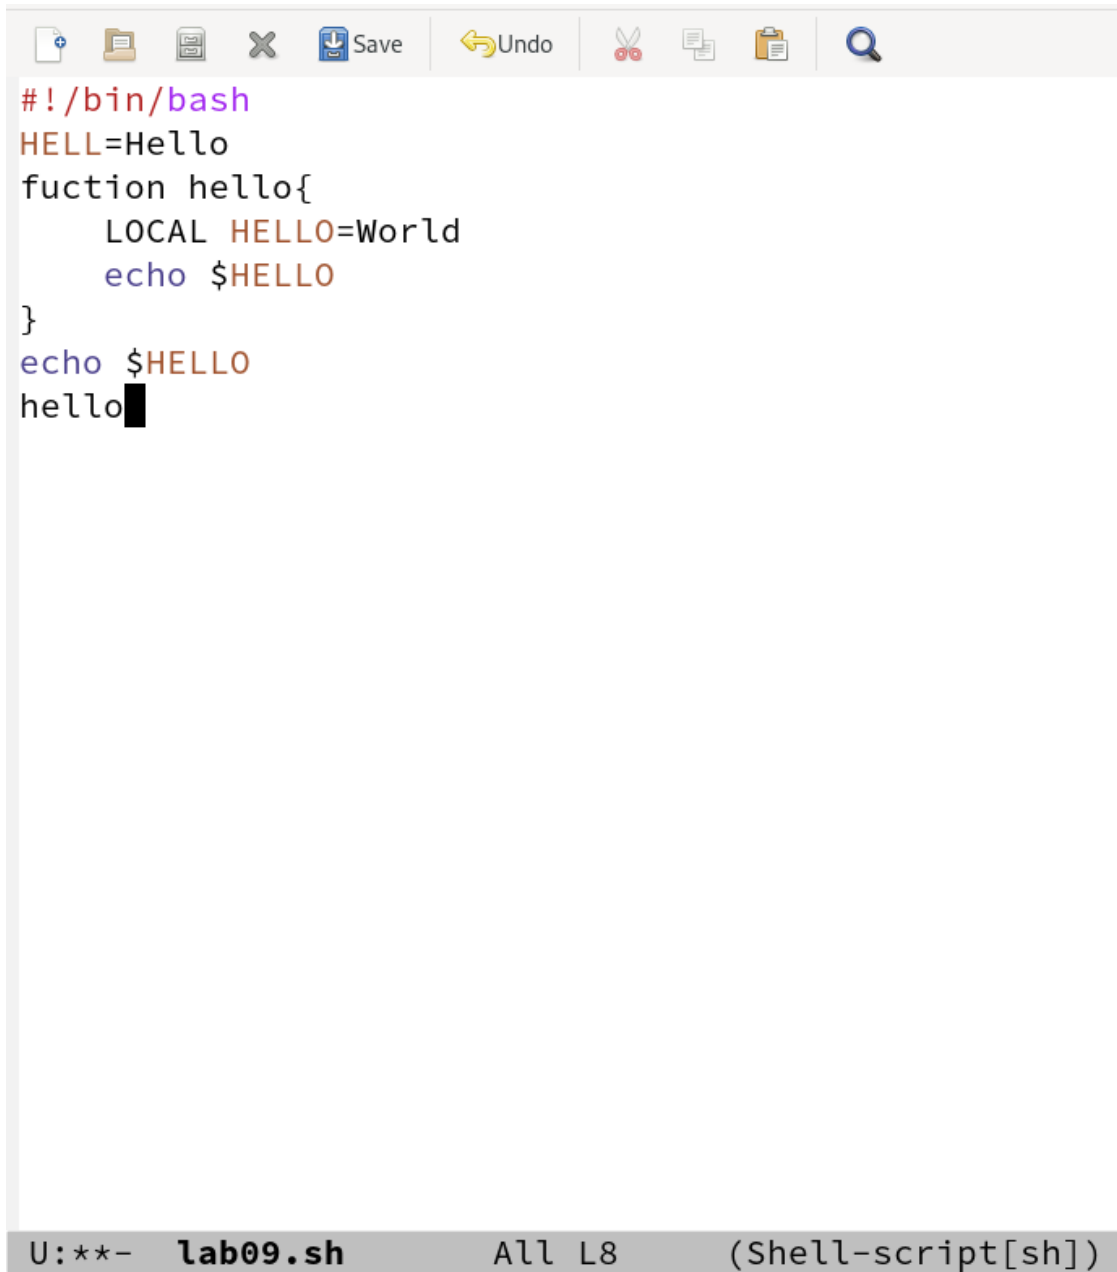 Save Undo
#!/bin/bash
HELL=Hello
fuction hello{
    LOCAL HELLO=World
    echo $HELLO
}
echo $HELLO
hello
U:**-  lab09.sh       All L8     (Shell-script[sh])